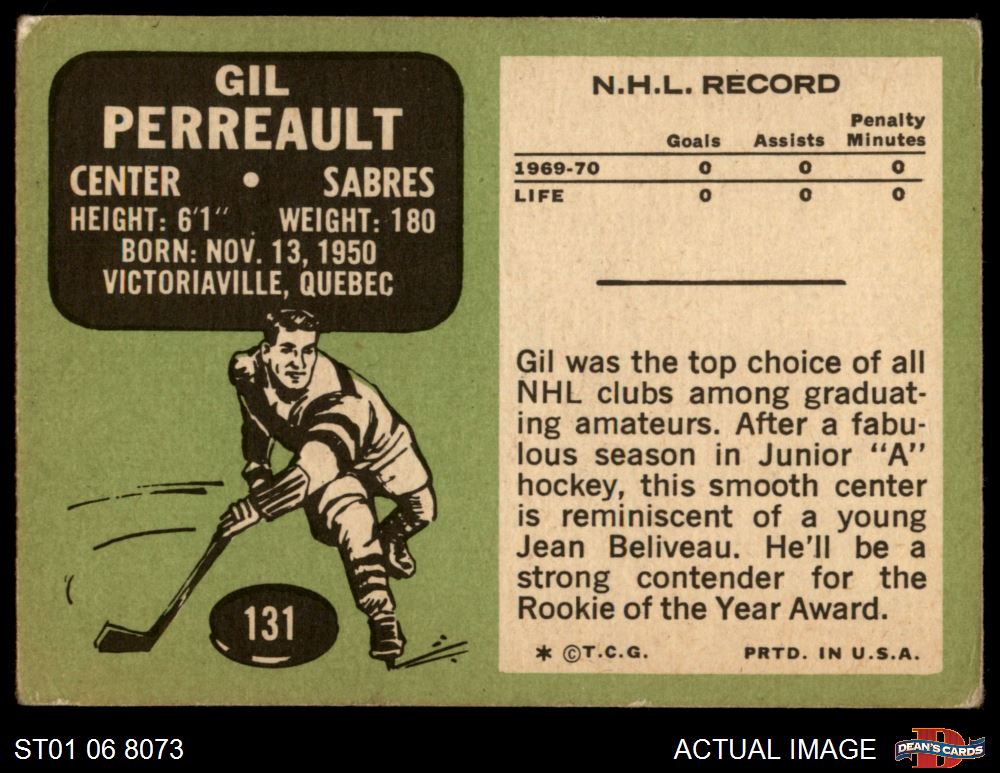 GIL
PERREAULT
CENTER • SABRES
HEIGHT: 6'1" WEIGHT: 180
BORN: NOV. 13, 1950
VICTORIAVILLE, QUEBEC
131
N.H.L. RECORD
Goals Assists Penalty Minutes
1969-70 0 0 0
LIFE 0 0 0
Gil was the top choice of all
NHL clubs among graduat-
ing amateurs. After a fabu-
lous season in Junior "A"
hockey, this smooth center
is reminiscent of a young
Jean Beliveau. He'll be a
strong contender for the
Rookie of the Year Award.
* ©T.C.G. PRTD. IN U.S.A.
ST01 06 8073 ACTUAL IMAGE
D
DEAN'S CARDS